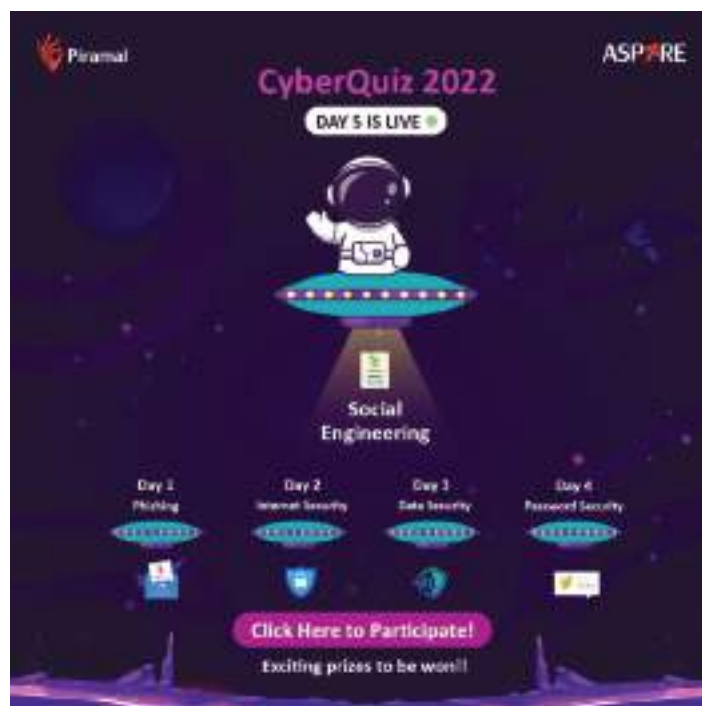 Piramal
ASPIRE
CyberQuiz 2022
DAY 5 IS LIVE
Social
Engineering
Day 1
Phishing
Day 2
Internet Security
Day 3
Data Security
Day 4
Password Security
Click Here to Participate!
Exciting prizes to be won!!